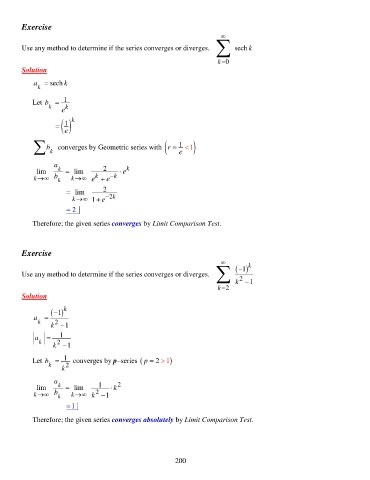 Exercise
Use any method to determine if the series converges or diverges. $\sum_{k=0}^{\infty} \text{sech}\, k$
Solution
$a_k = \text{sech}\, k$
Let $b_k = \frac{1}{e^k}$
$= \left(\frac{1}{e}\right)^k$
$\sum b_k$ converges by Geometric series with $\left(r = \frac{1}{e} < 1\right)$
$\lim_{k \to \infty} \frac{a_k}{b_k} = \lim_{k \to \infty} \frac{2}{e^k + e^{-k}} \cdot e^k$
$= \lim_{k \to \infty} \frac{2}{1 + e^{-2k}}$
$= 2 \rfloor$
Therefore; the given series converges by Limit Comparison Test.
Exercise
Use any method to determine if the series converges or diverges. $\sum_{k=2}^{\infty} \frac{(-1)^k}{k^2 - 1}$
Solution
$a_k = \frac{(-1)^k}{k^2 - 1}$
$|a_k| = \frac{1}{k^2 - 1}$
Let $b_k = \frac{1}{k^2}$ converges by p-series $(p = 2 > 1)$
$\lim_{k \to \infty} \frac{a_k}{b_k} = \lim_{k \to \infty} \frac{1}{k^2 - 1} \cdot k^2$
$= 1 \rfloor$
Therefore; the given series converges absolutely by Limit Comparison Test.
200